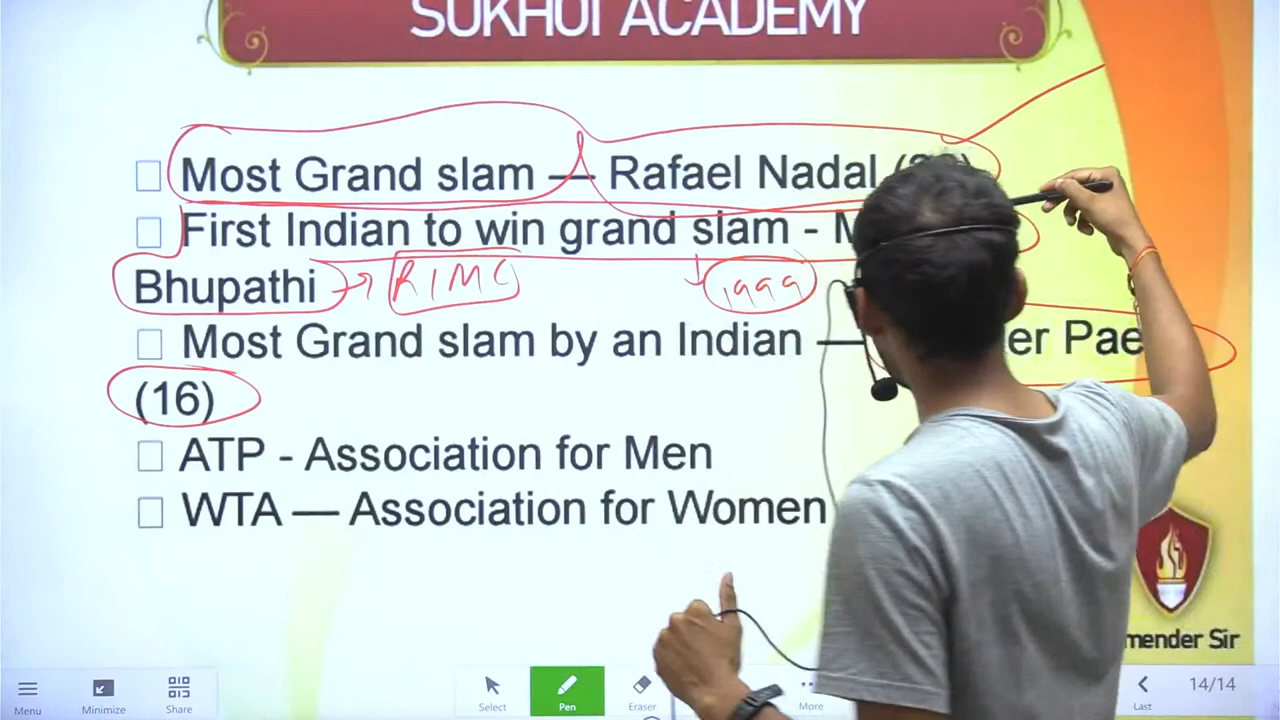 SUKHOI ACADEMY
Most Grand slam — Rafael Nadal
First Indian to win grand slam - M
Bhupathi → RIMC 1999
Most Grand slam by an Indian — er Pae
(16)
ATP - Association for Men
WTA — Association for Women
mender Sir
Menu Minimize Share Select Pen Eraser More Last 14/14